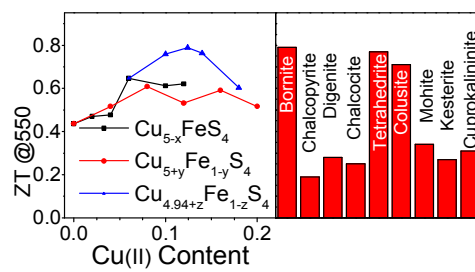 ZT @550
0.8
0.6
0.4
0.2
0.0
Cu₅₋ₓFeS₄
Cu₅₊yFe₁₋yS₄
Cu₄.₉₄₊zFe₁₋zS₄
0.0
0.1
0.2
Cu(II) Content
Bornite
Chalcopyrite
Digenite
Chalcocite
Tetrahedrite
Colusite
Mohite
Kesterite
Cuprokalininite